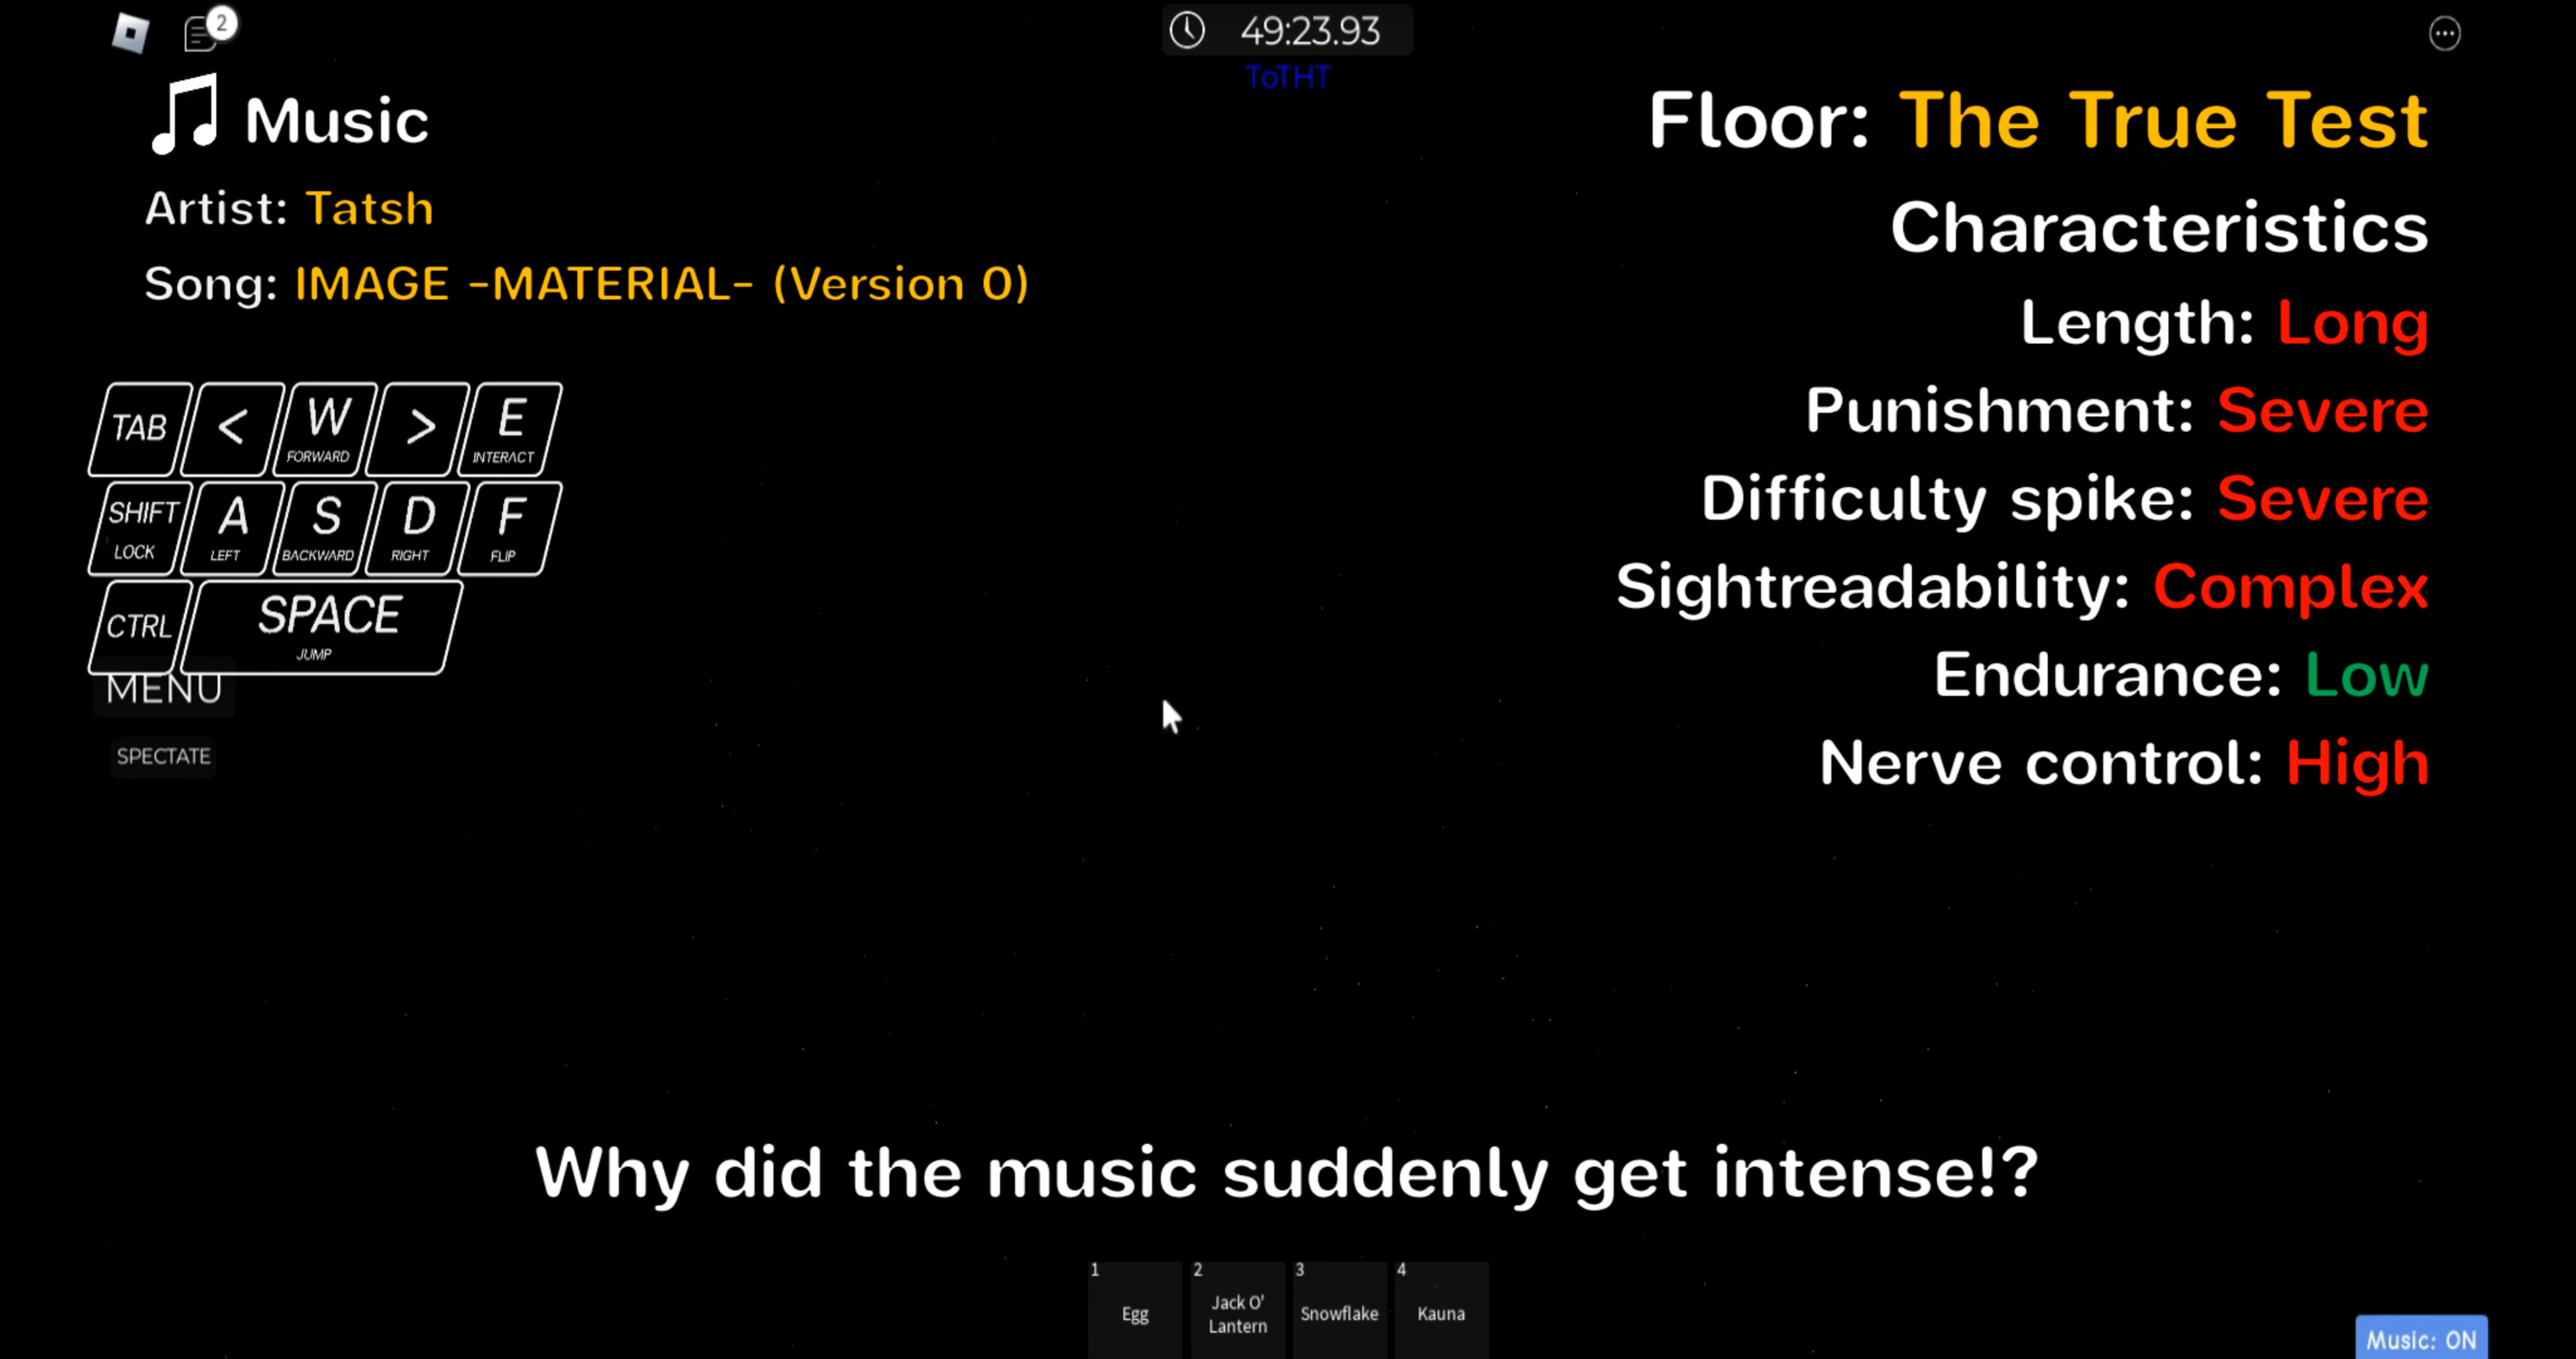 2
49:23.93
ToTHT
Music
Artist: Tatsh
Song: IMAGE -MATERIAL- (Version 0)
Floor: The True Test
Characteristics
Length: Long
Punishment: Severe
Difficulty spike: Severe
Sightreadability: Complex
Endurance: Low
Nerve control: High
TAB < W > E
FORWARD INTERACT
SHIFT A S D F
LOCK LEFT BACKWARD RIGHT FLIP
CTRL SPACE
JUMP
MENU
SPECTATE
Why did the music suddenly get intense!?
1 2 3 4
Egg Jack O' Lantern Snowflake Kauna
Music: ON